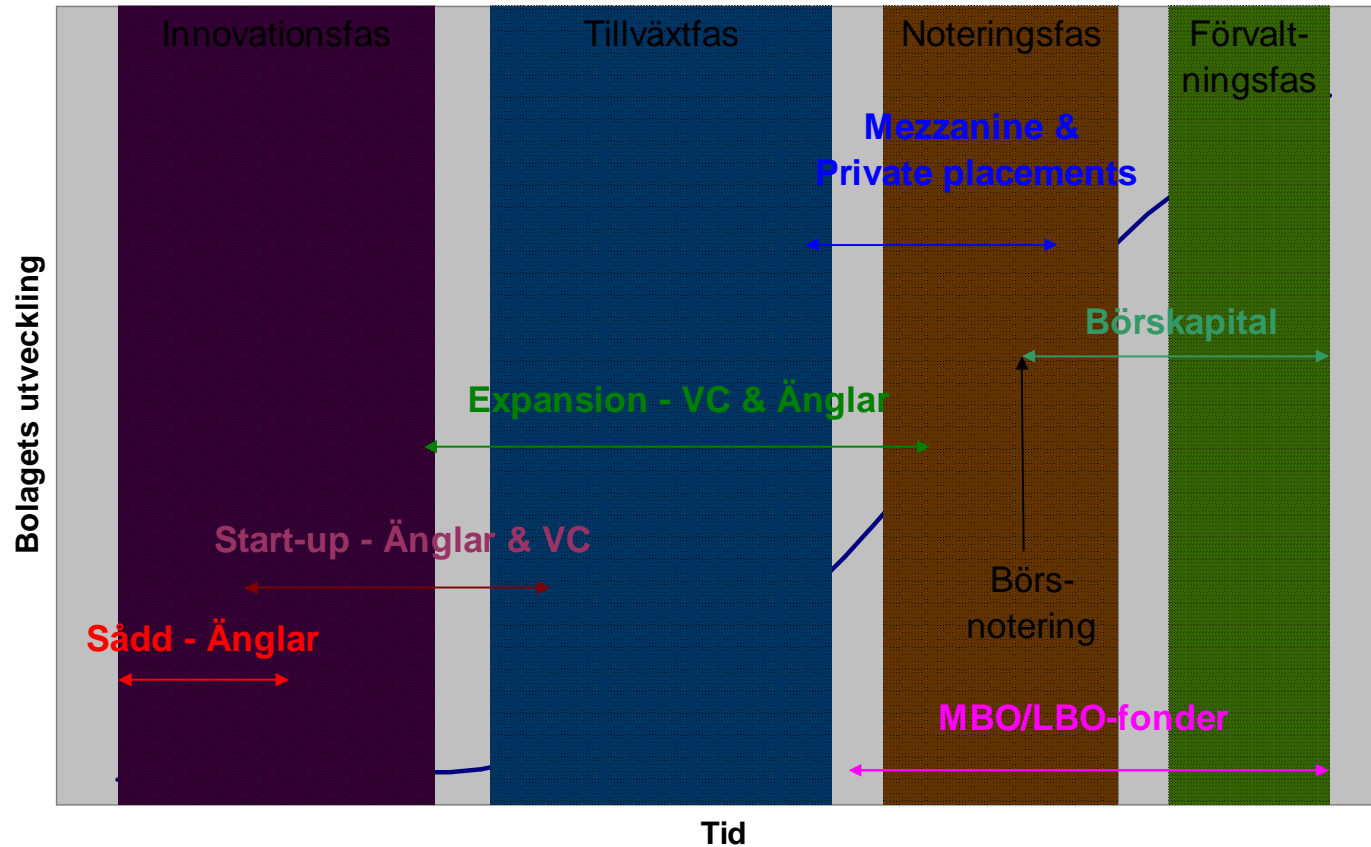 Innovationsfas
Tillväxtfas
Noteringsfas
Förvalt-
ningsfas
Mezzanine &
Private placements
Börskapital
Expansion - VC & Änglar
Start-up - Änglar & VC
Börs-
notering
Sådd - Änglar
MBO/LBO-fonder
Bolagets utveckling
Tid